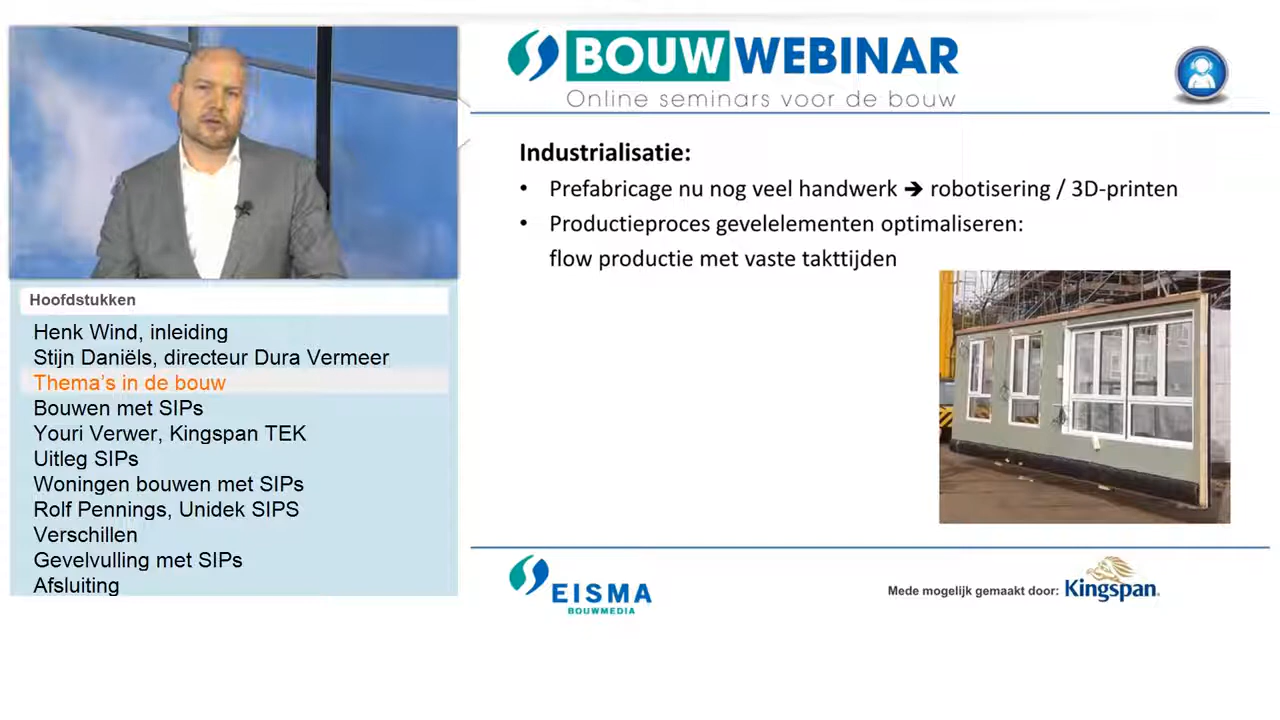 BOUWWEBINAR
Online seminars voor de bouw
Industrialisatie:
• Prefabricage nu nog veel handwerk ➔ robotisering / 3D-printen
• Productieproces gevelelementen optimaliseren:
flow productie met vaste takttijden
Hoofdstukken
Henk Wind, inleiding
Stijn Daniëls, directeur Dura Vermeer
Thema's in de bouw
Bouwen met SIPs
Youri Verwer, Kingspan TEK
Uitleg SIPs
Woningen bouwen met SIPs
Rolf Pennings, Unidek SIPS
Verschillen
Gevelvulling met SIPs
Afsluiting
EISMA
BOUWMEDIA
Mede mogelijk gemaakt door: Kingspan.